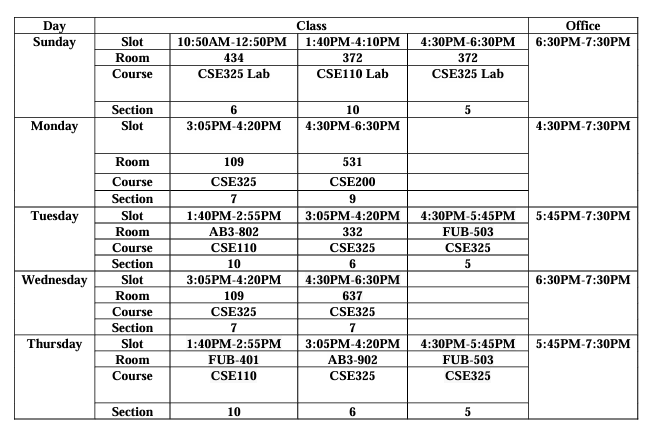 Day Class Office
Sunday Slot 10:50AM-12:50PM 1:40PM-4:10PM 4:30PM-6:30PM 6:30PM-7:30PM
Room 434 372 372
Course CSE325 Lab CSE110 Lab CSE325 Lab
Section 6 10 5
Monday Slot 3:05PM-4:20PM 4:30PM-6:30PM 4:30PM-7:30PM
Room 109 531
Course CSE325 CSE200
Section 7 9
Tuesday Slot 1:40PM-2:55PM 3:05PM-4:20PM 4:30PM-5:45PM 5:45PM-7:30PM
Room AB3-802 332 FUB-503
Course CSE110 CSE325 CSE325
Section 10 6 5
Wednesday Slot 3:05PM-4:20PM 4:30PM-6:30PM 6:30PM-7:30PM
Room 109 637
Course CSE325 CSE325
Section 7 7
Thursday Slot 1:40PM-2:55PM 3:05PM-4:20PM 4:30PM-5:45PM 5:45PM-7:30PM
Room FUB-401 AB3-902 FUB-503
Course CSE110 CSE325 CSE325
Section 10 6 5